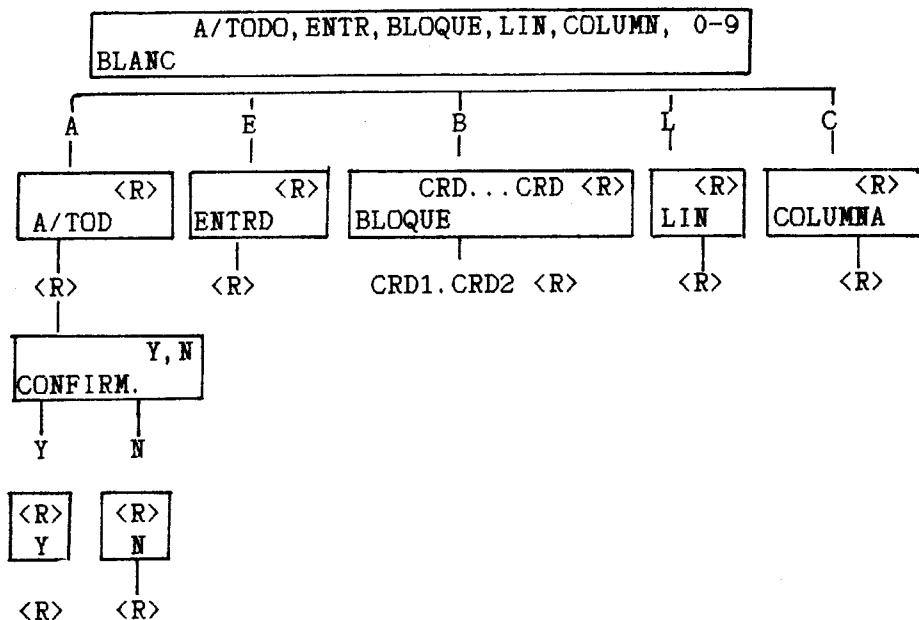 A/TODO, ENTR, BLOQUE, LIN, COLUMN, 0-9
BLANC
A E B L C
<R> <R> CRD...CRD <R> <R> <R>
A/TOD ENTRD BLOQUE LIN COLUMNA
<R> <R> CRD1.CRD2 <R> <R> <R>
Y, N
CONFIRM.
Y N
<R> <R>
Y N
<R> <R>